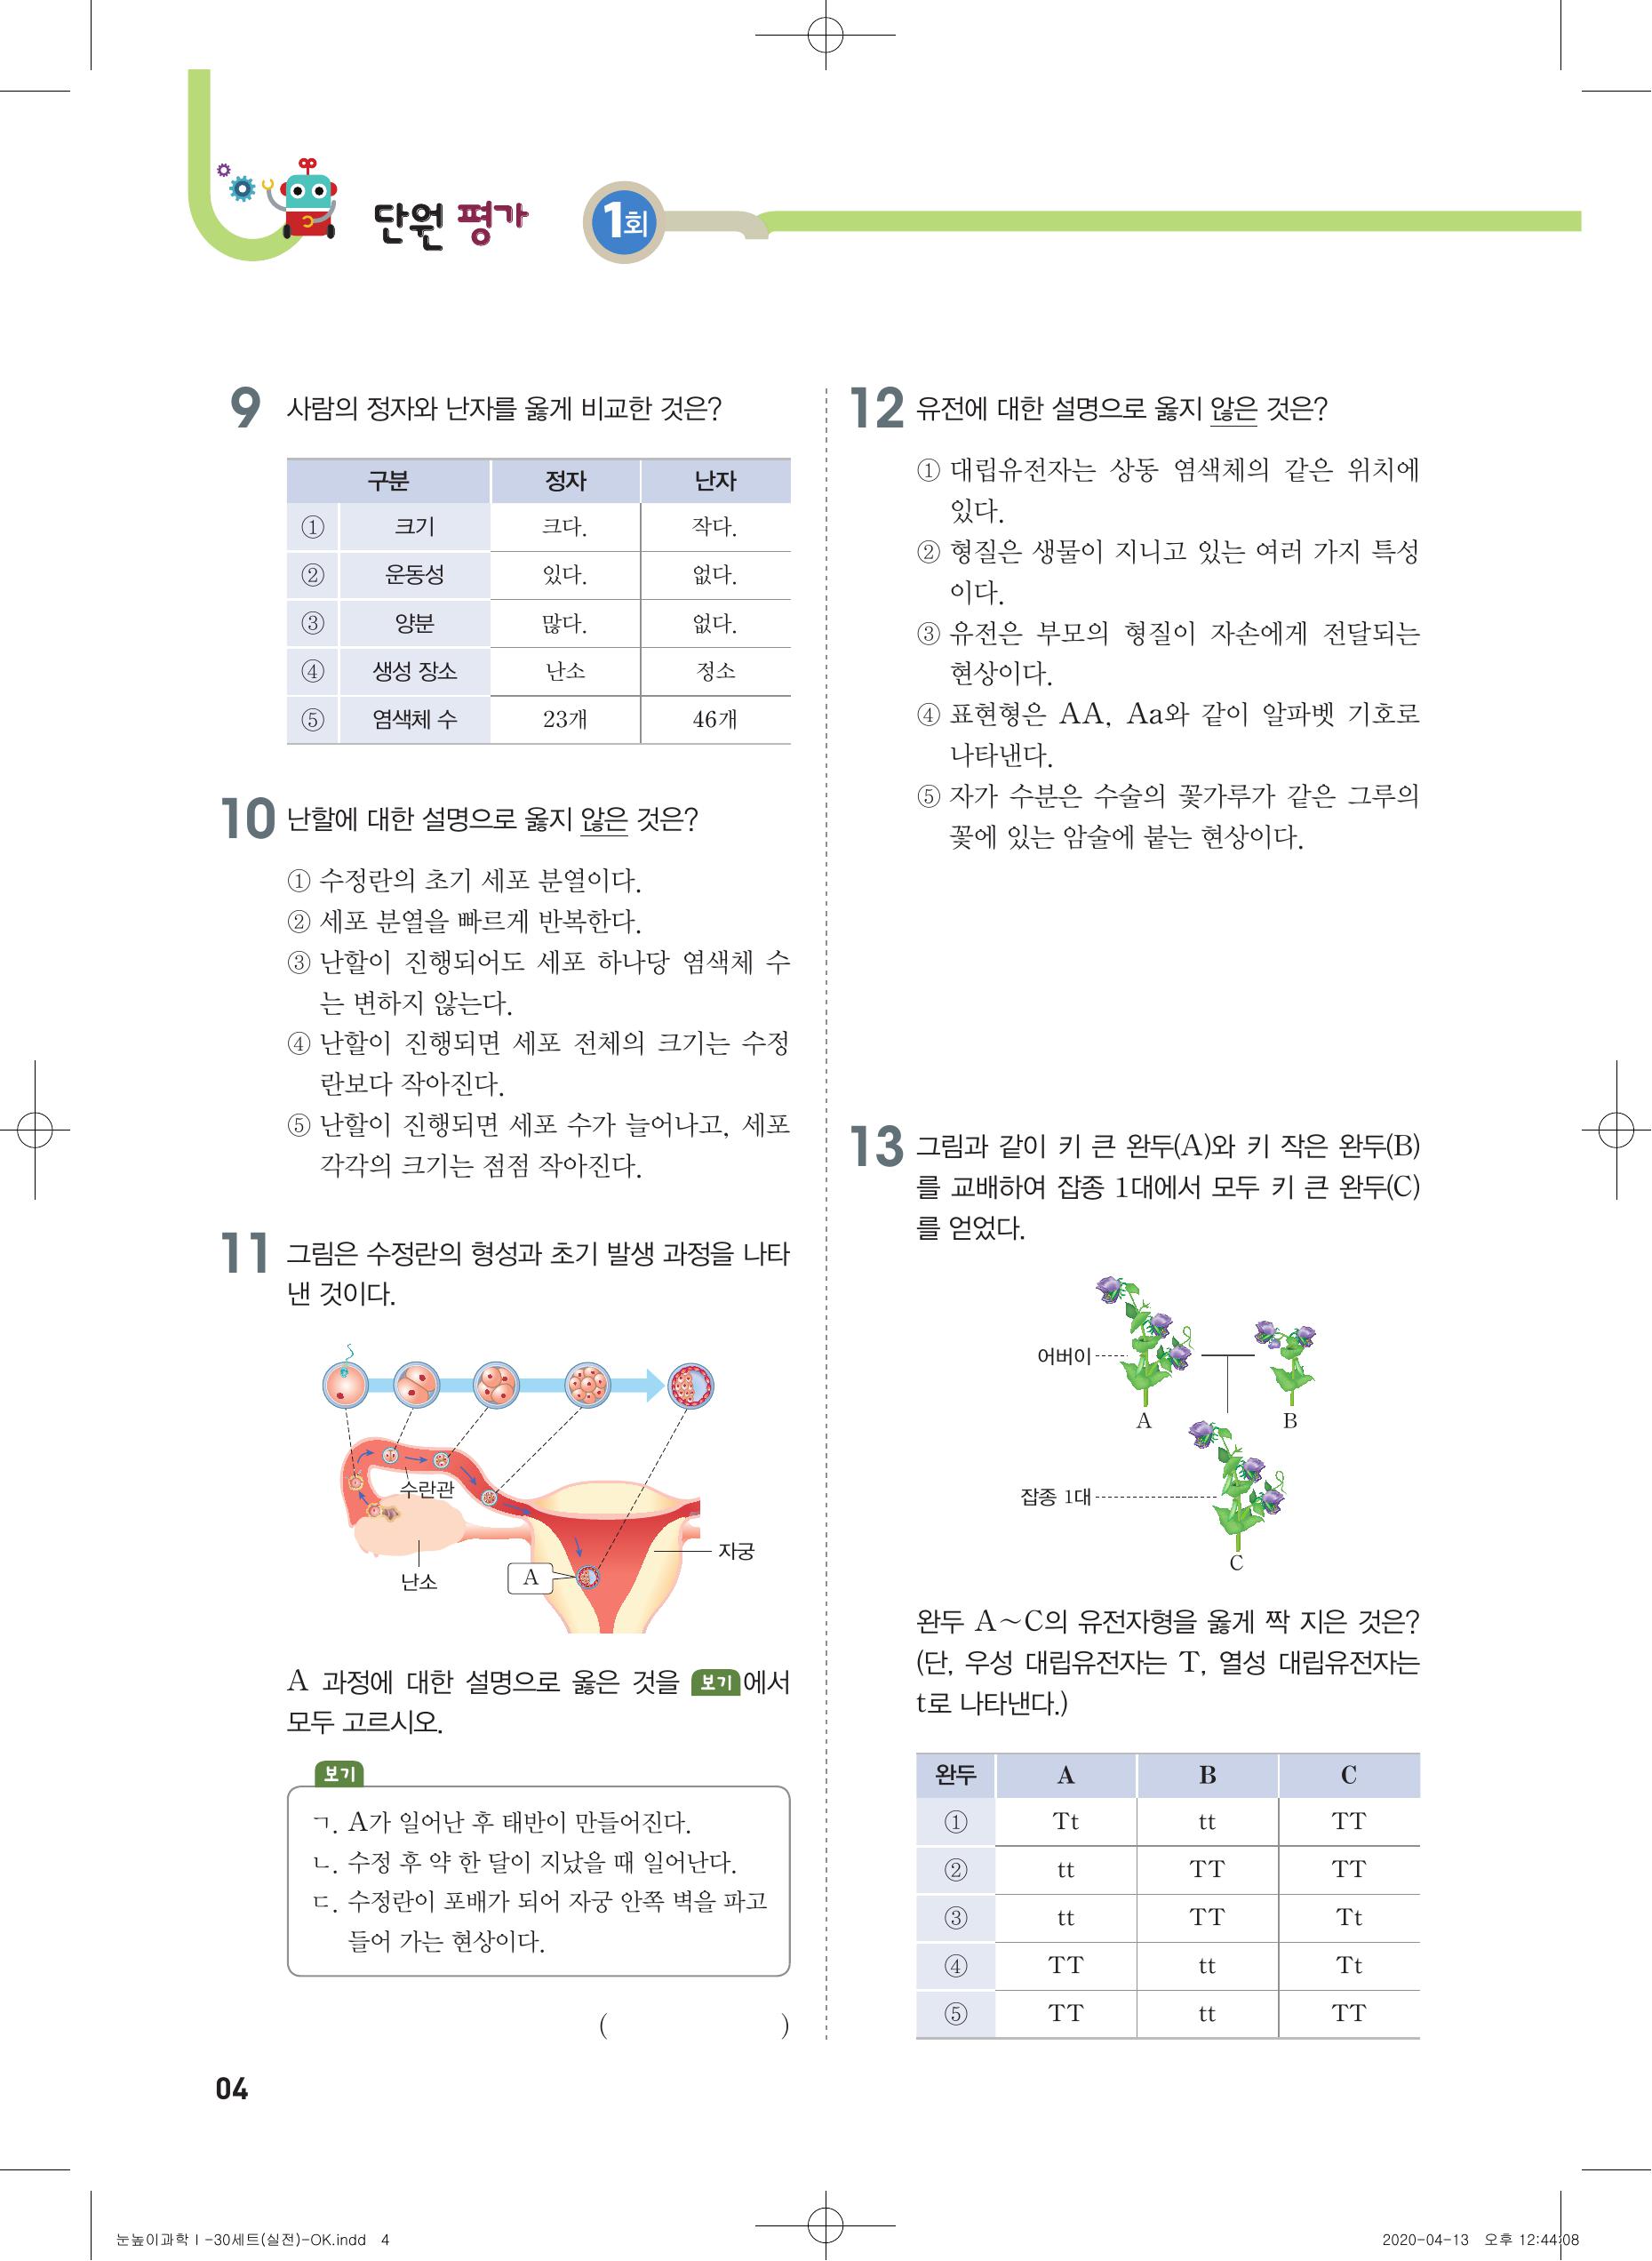 단원 평가 1회
9 사람의 정자와 난자를 옳게 비교한 것은?
구분 정자 난자
① 크기 크다. 작다.
② 운동성 있다. 없다.
③ 양분 많다. 없다.
④ 생성 장소 난소 정소
⑤ 염색체 수 23개 46개
10 난할에 대한 설명으로 옳지 않은 것은?
① 수정란의 초기 세포 분열이다.
② 세포 분열을 빠르게 반복한다.
③ 난할이 진행되어도 세포 하나당 염색체 수
는 변하지 않는다.
④ 난할이 진행되면 세포 전체의 크기는 수정
란보다 작아진다.
⑤ 난할이 진행되면 세포 수가 늘어나고, 세포
각각의 크기는 점점 작아진다.
11 그림은 수정란의 형성과 초기 발생 과정을 나타
낸 것이다.
수란관
자궁
난소
A
A 과정에 대한 설명으로 옳은 것을 보기 에서
모두 고르시오.
보기
ㄱ. A가 일어난 후 태반이 만들어진다.
ㄴ. 수정 후 약 한 달이 지났을 때 일어난다.
ㄷ. 수정란이 포배가 되어 자궁 안쪽 벽을 파고
들어 가는 현상이다.
( )
12 유전에 대한 설명으로 옳지 않은 것은?
① 대립유전자는 상동 염색체의 같은 위치에
있다.
② 형질은 생물이 지니고 있는 여러 가지 특성
이다.
③ 유전은 부모의 형질이 자손에게 전달되는
현상이다.
④ 표현형은 AA, Aa와 같이 알파벳 기호로
나타낸다.
⑤ 자가 수분은 수술의 꽃가루가 같은 그루의
꽃에 있는 암술에 붙는 현상이다.
13 그림과 같이 키 큰 완두(A)와 키 작은 완두(B)
를 교배하여 잡종 1대에서 모두 키 큰 완두(C)
를 얻었다.
어버이
A B
잡종 1대
C
완두 A~C의 유전자형을 옳게 짝 지은 것은?
(단, 우성 대립유전자는 T, 열성 대립유전자는
t로 나타낸다.)
완두 A B C
① Tt tt TT
② tt TT TT
③ tt TT Tt
④ TT tt Tt
⑤ TT tt TT
04
눈높이과학Ⅰ-30세트(실전)-OK.indd 4
2020-04-13 오후 12:44:08